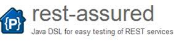 {P}
rest-assured
Java DSL for easy testing of REST services